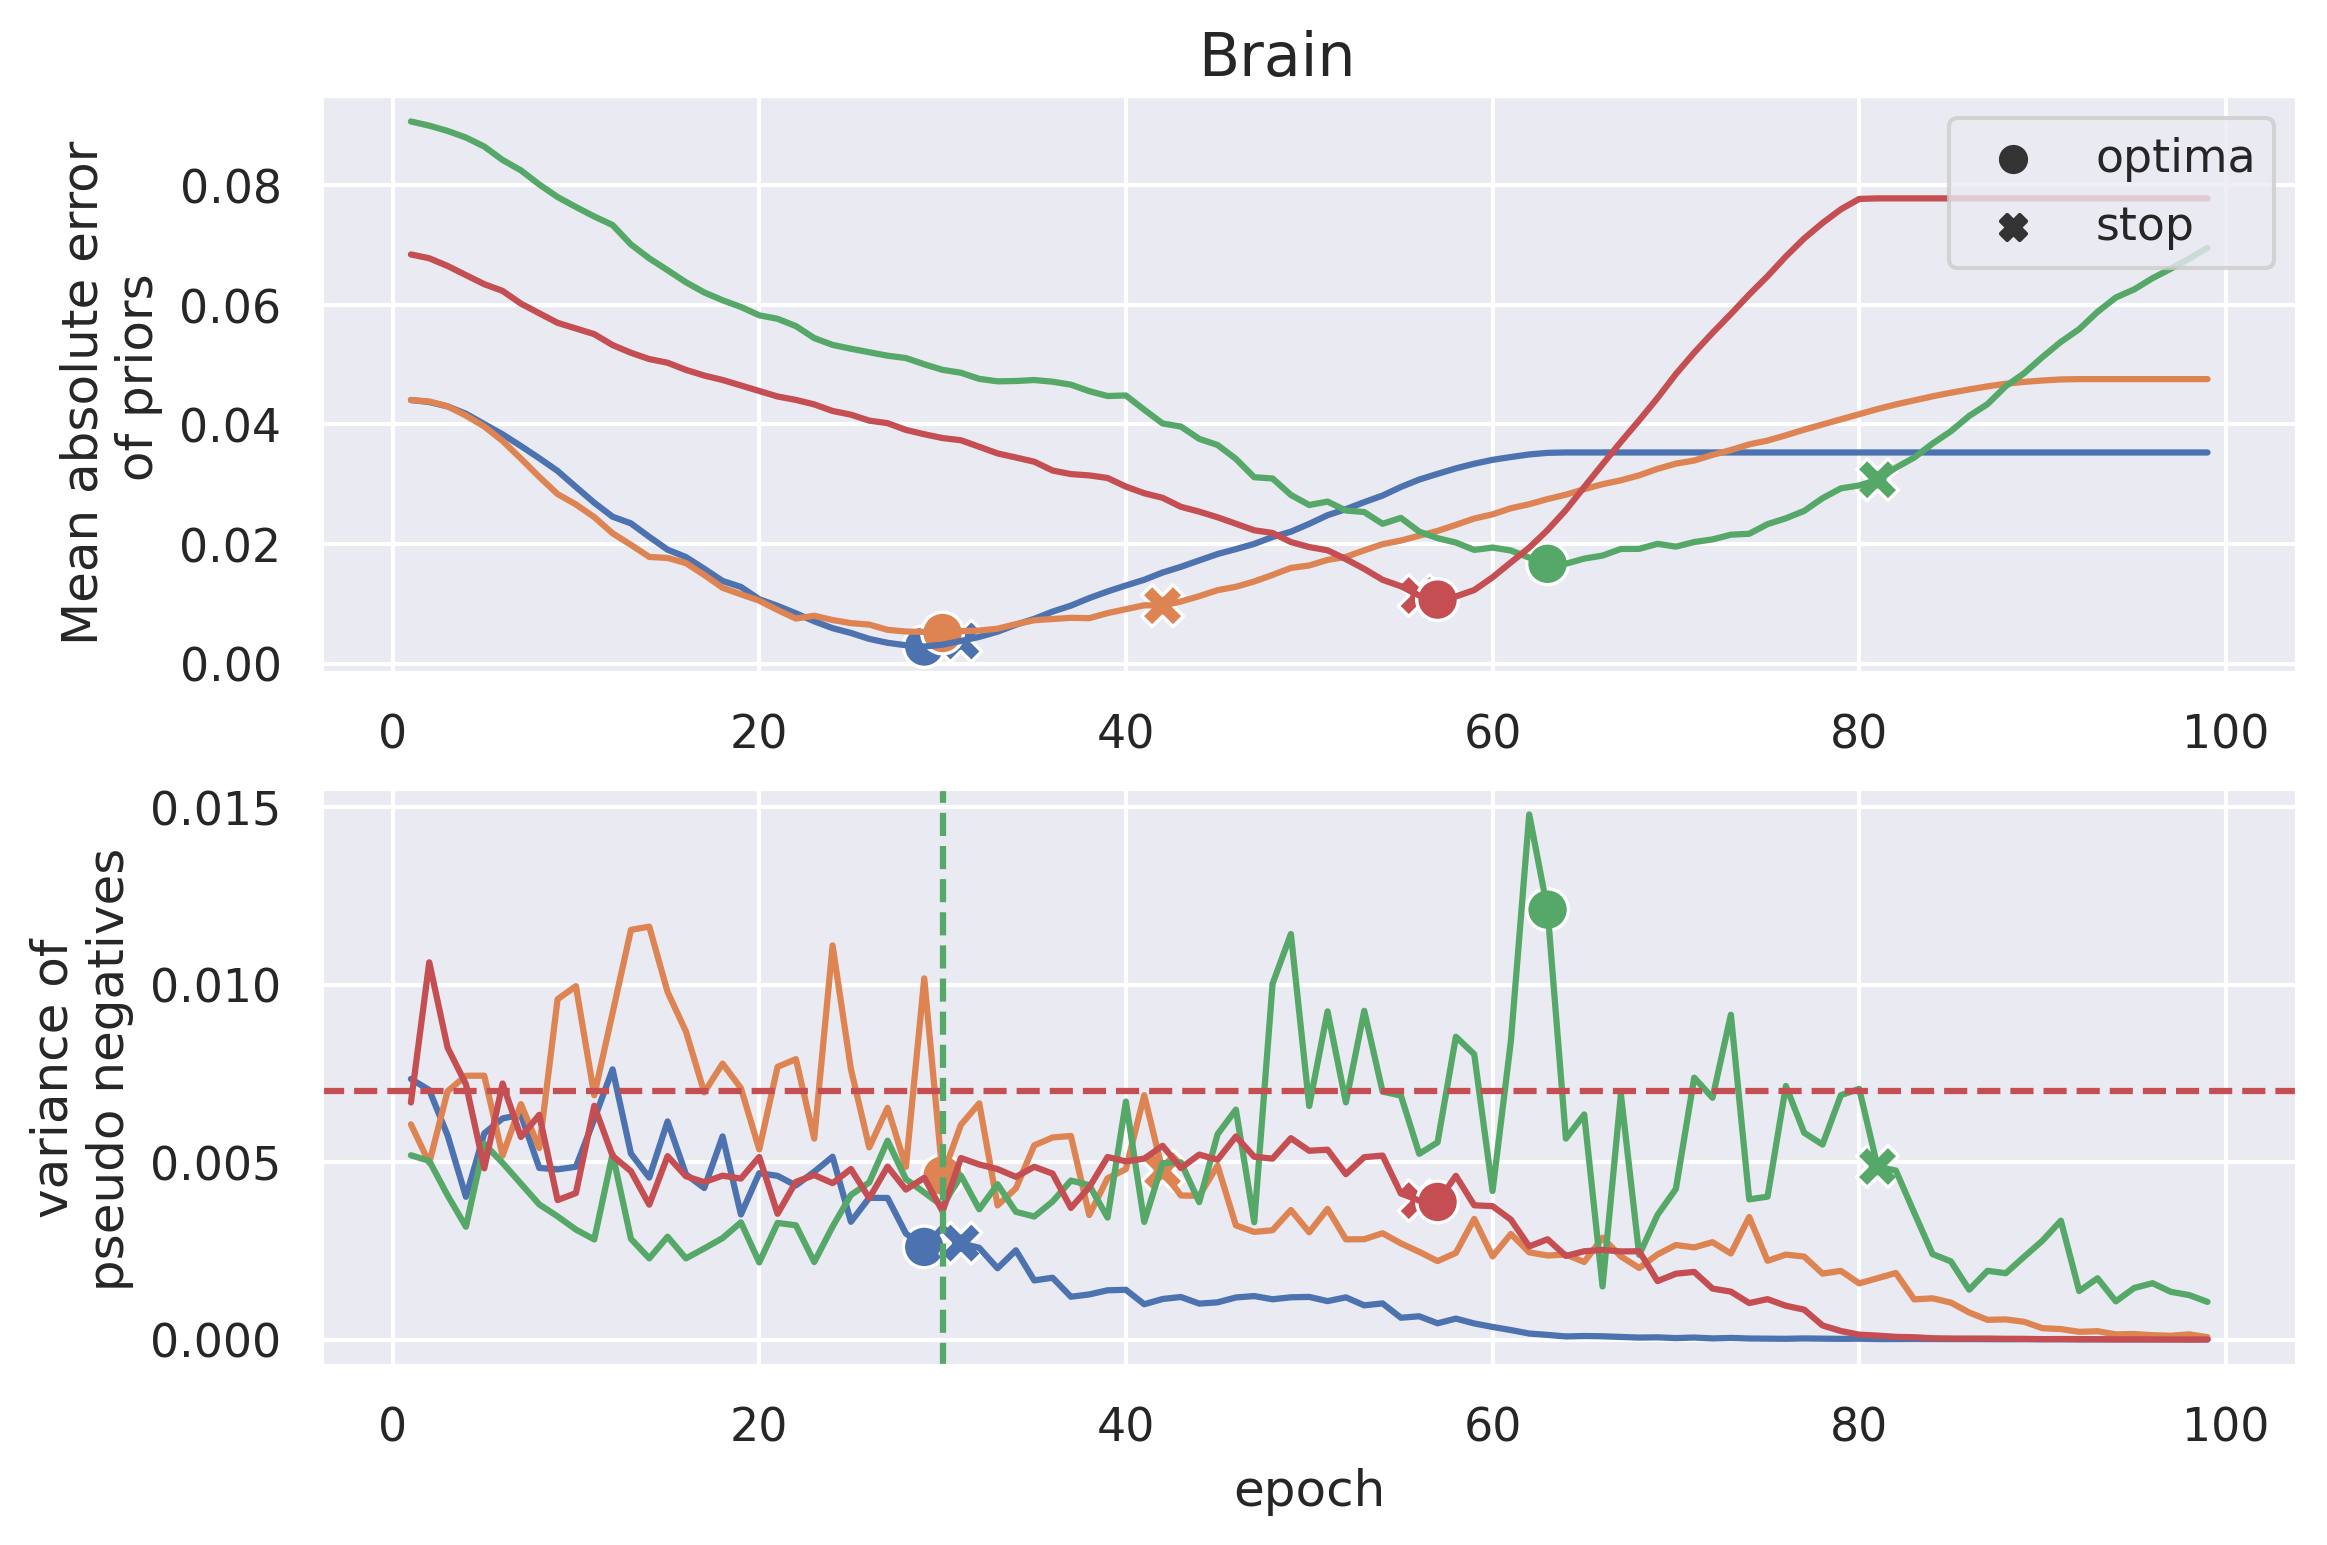 Brain
Mean absolute error
of priors
0.08
0.06
0.04
0.02
0.00
optima
stop
0 20 40 60 80 100
variance of
pseudo negatives
0.015
0.010
0.005
0.000
0 20 40 60 80 100
epoch